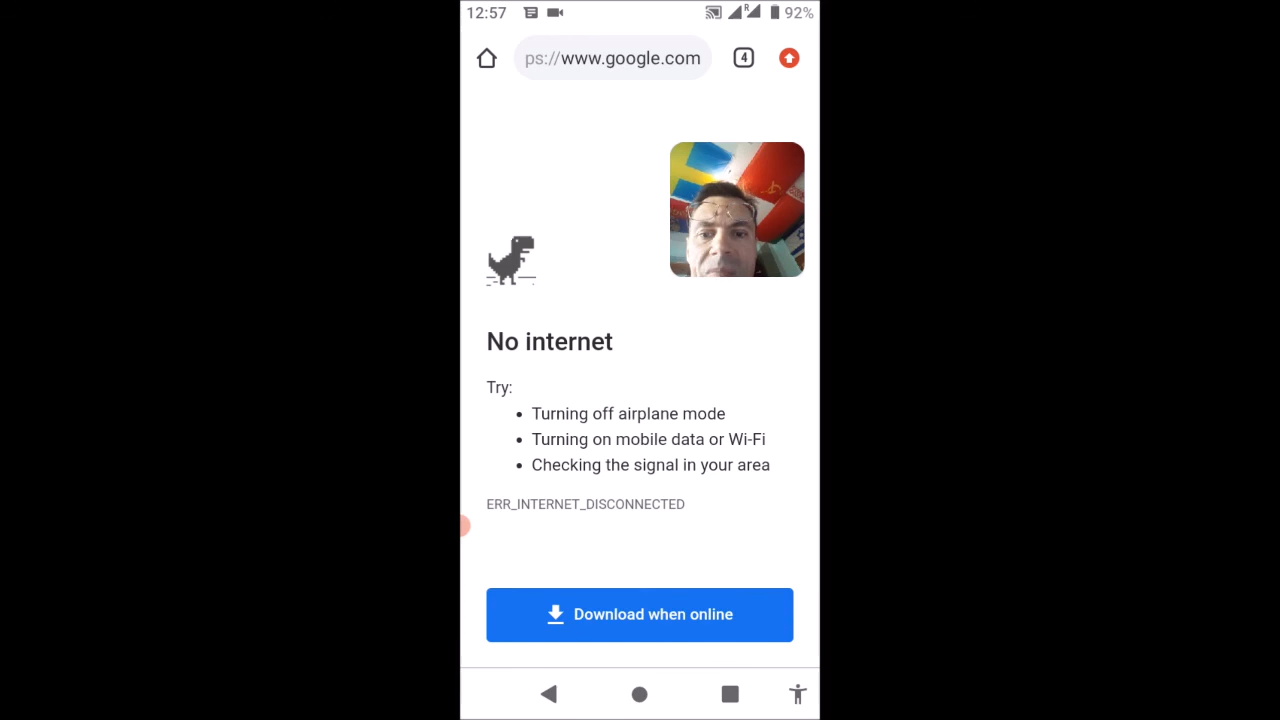 12:57 R 92%
ps://www.google.com 4
No internet
Try:
Turning off airplane mode
Turning on mobile data or Wi-Fi
Checking the signal in your area
ERR_INTERNET_DISCONNECTED
Download when online